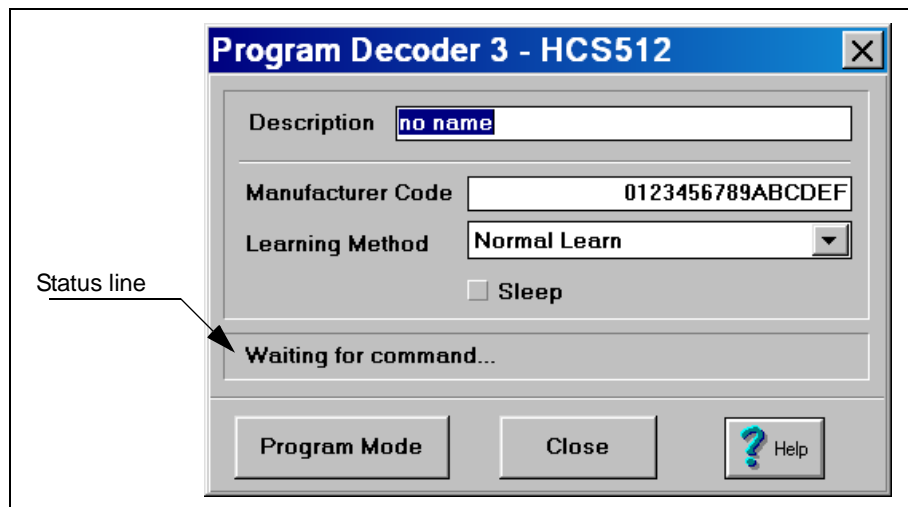 Program Decoder 3 - HCS512
Description no name
Manufacturer Code 0123456789ABCDEF
Learning Method Normal Learn
Sleep
Status line
Waiting for command...
Program Mode Close ? Help